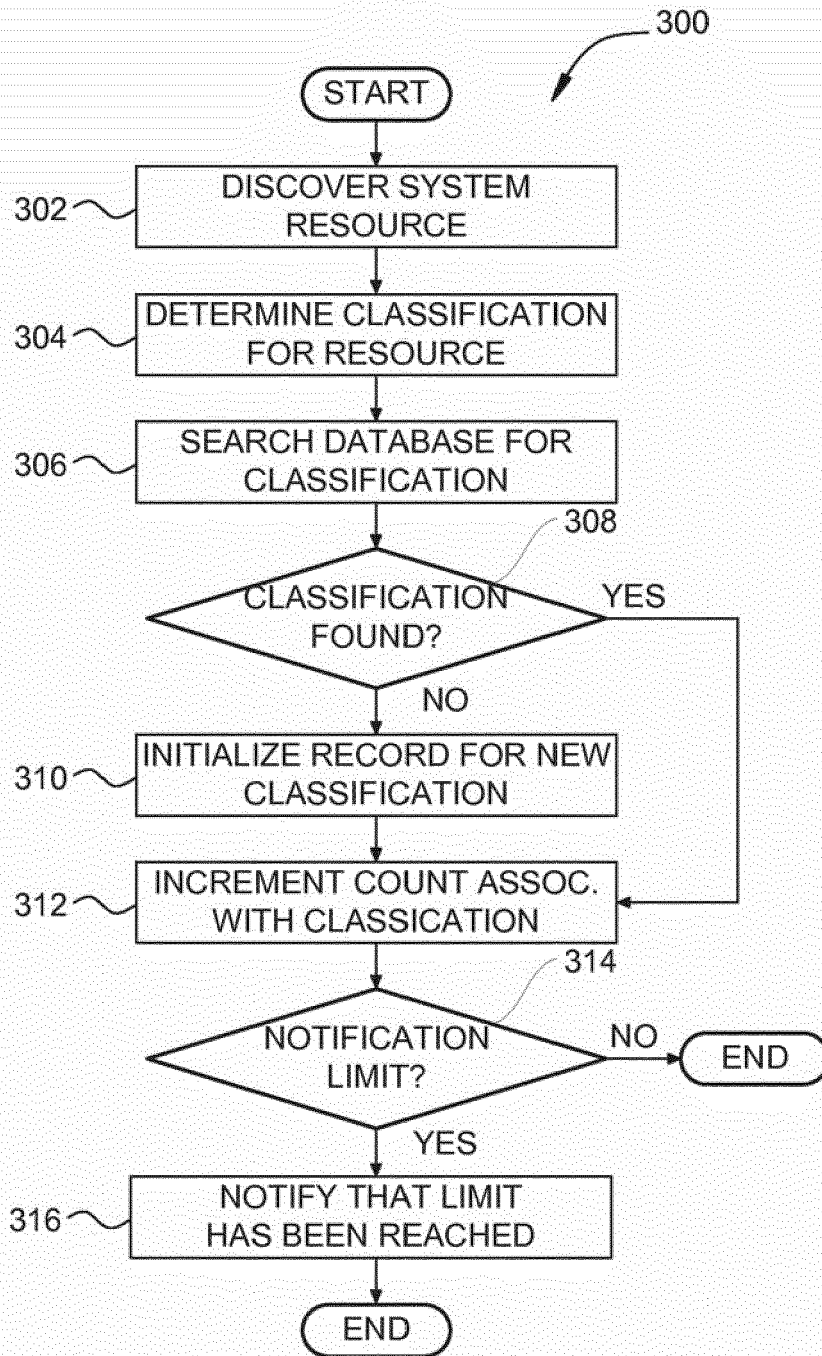 300
START
302
DISCOVER SYSTEM
RESOURCE
304
DETERMINE CLASSIFICATION
FOR RESOURCE
306
SEARCH DATABASE FOR
CLASSIFICATION
308
CLASSIFICATION
FOUND?
YES
NO
310
INITIALIZE RECORD FOR NEW
CLASSIFICATION
312
INCREMENT COUNT ASSOC.
WITH CLASSICATION
314
NOTIFICATION
LIMIT?
NO
END
YES
316
NOTIFY THAT LIMIT
HAS BEEN REACHED
END